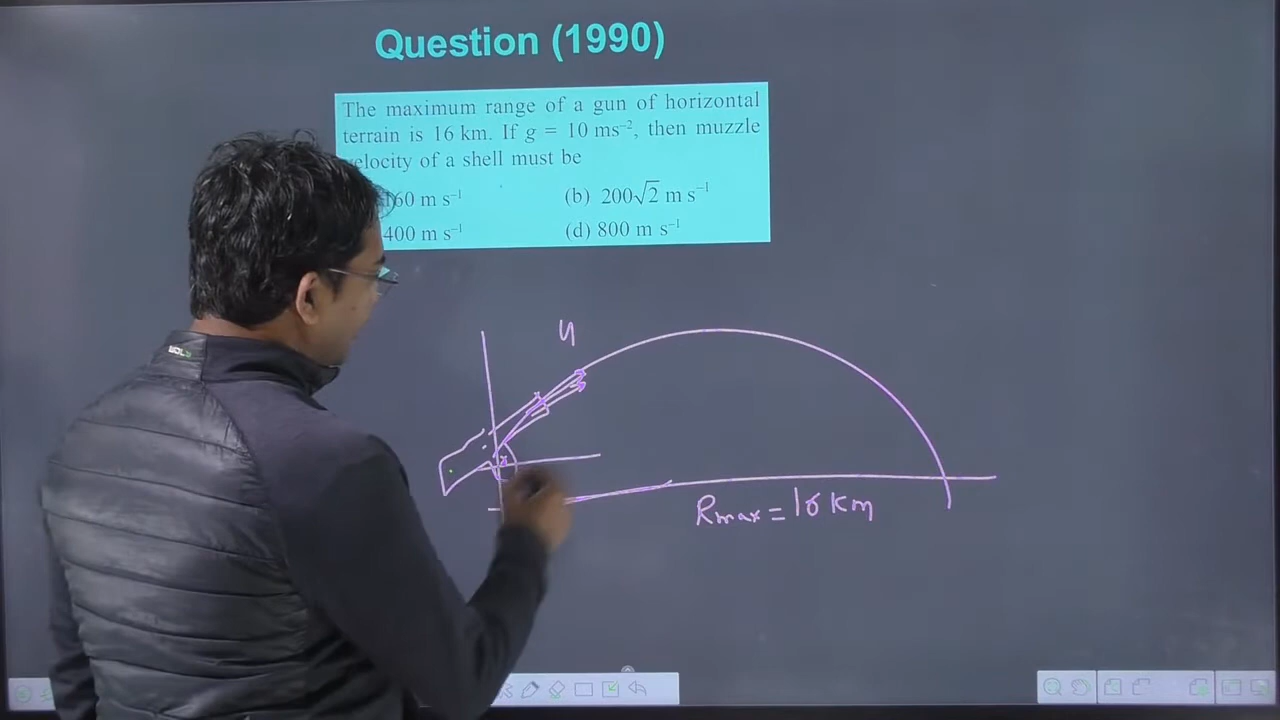 Question (1990)
The maximum range of a gun of horizontal
terrain is 16 km. If g = 10 ms⁻², then muzzle
velocity of a shell must be
160 m s⁻¹ (b) 200√2 m s⁻¹
400 m s⁻¹ (d) 800 m s⁻¹
u
Rmax = 16 Km